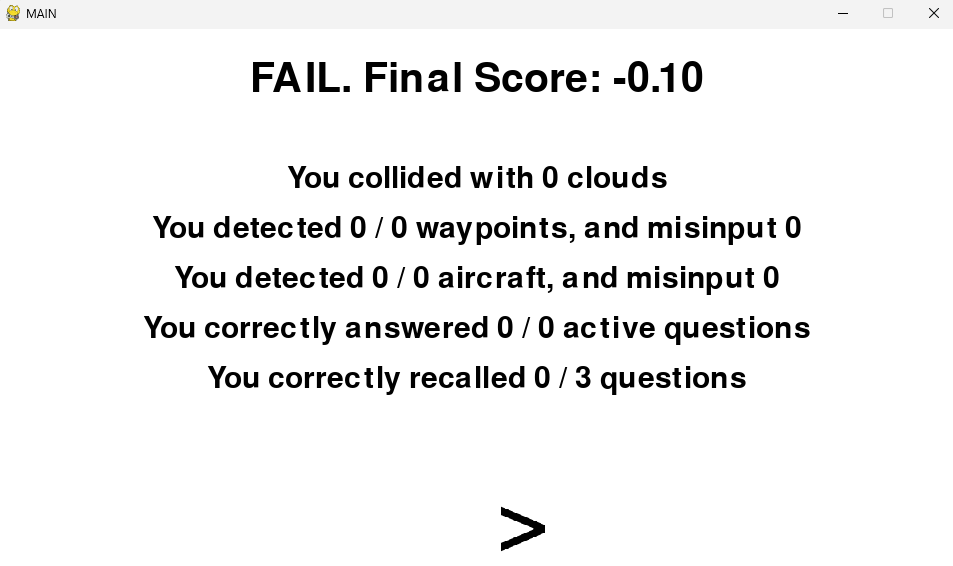 MAIN
FAIL. Final Score: -0.10
You collided with 0 clouds
You detected 0 / 0 waypoints, and misinput 0
You detected 0 / 0 aircraft, and misinput 0
You correctly answered 0 / 0 active questions
You correctly recalled 0 / 3 questions
>